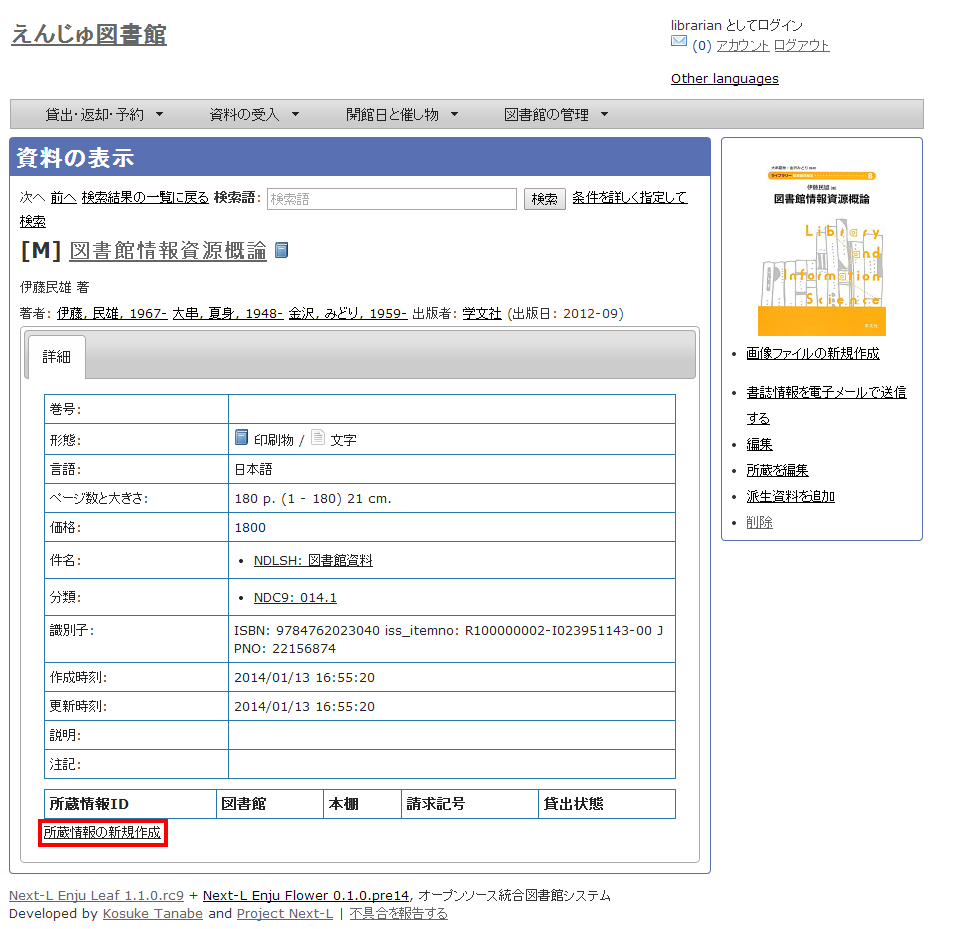 えんじゅ図書館
librarian としてログイン
(0) アカウント ログアウト
Other languages
貸出・返却・予約 ▼ 資料の受入 ▼ 開館日と催し物 ▼ 図書館の管理 ▼
資料の表示
次へ 前へ 検索結果の一覧に戻る 検索語: 検索語 検索 条件を詳しく指定して
検索
[M] 図書館情報資源概論
伊藤民雄 著
著者: 伊藤, 民雄, 1967- 大串, 夏身, 1948- 金沢, みどり, 1959- 出版者: 学文社 (出版日: 2012-09)
詳細
巻号:
形態: 印刷物 / 文字
言語: 日本語
ページ数と大きさ: 180 p. (1 - 180) 21 cm.
価格: 1800
件名: • NDLSH: 図書館資料
分類: • NDC9: 014.1
識別子: ISBN: 9784762023040 iss_itemno: R100000002-I023951143-00 J
PNO: 22156874
作成時刻: 2014/01/13 16:55:20
更新時刻: 2014/01/13 16:55:20
説明:
注記:
所蔵情報ID 図書館 本棚 請求記号 貸出状態
所蔵情報の新規作成
ライブラリー 8
伊藤民雄
図書館情報資源概論
Library
and
Information
Science
学文社
• 画像ファイルの新規作成
• 書誌情報を電子メールで送信
する
• 編集
• 所蔵を編集
• 派生資料を追加
• 削除
Next-L Enju Leaf 1.1.0.rc9 + Next-L Enju Flower 0.1.0.pre14, オープンソース統合図書館システム
Developed by Kosuke Tanabe and Project Next-L | 不具合を報告する